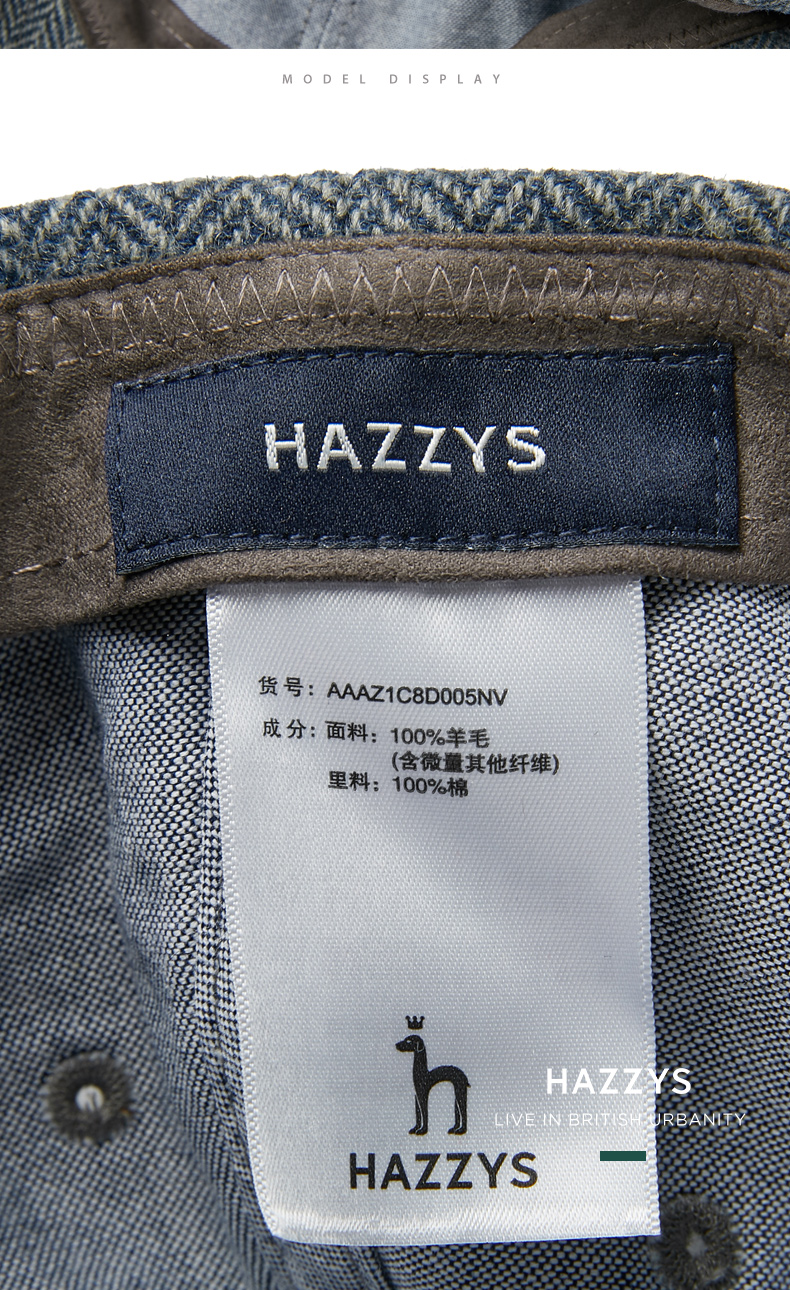 MODEL DISPLAY
HAZZYS
货号：AAAZ1C8D005NV
成分：面料：100%羊毛
(含微量其他纤维)
里料：100%棉
HAZZYS
LIVE IN BRITISH URBANITY
HAZZYS